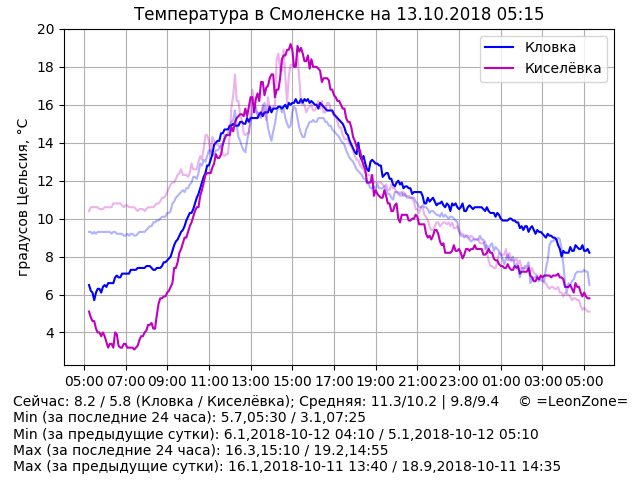 Температура в Смоленске на 13.10.2018 05:15
градусов Цельсия, °C
20
18
16
14
12
10
8
6
4
Кловка
Киселёвка
05:00 07:00 09:00 11:00 13:00 15:00 17:00 19:00 21:00 23:00 01:00 03:00 05:00
Сейчас: 8.2 / 5.8 (Кловка / Киселёвка); Средняя: 11.3/10.2 | 9.8/9.4 © =LeonZone=
Min (за последние 24 часа): 5.7,05:30 / 3.1,07:25
Min (за предыдущие сутки): 6.1,2018-10-12 04:10 / 5.1,2018-10-12 05:10
Max (за последние 24 часа): 16.3,15:10 / 19.2,14:55
Max (за предыдущие сутки): 16.1,2018-10-11 13:40 / 18.9,2018-10-11 14:35